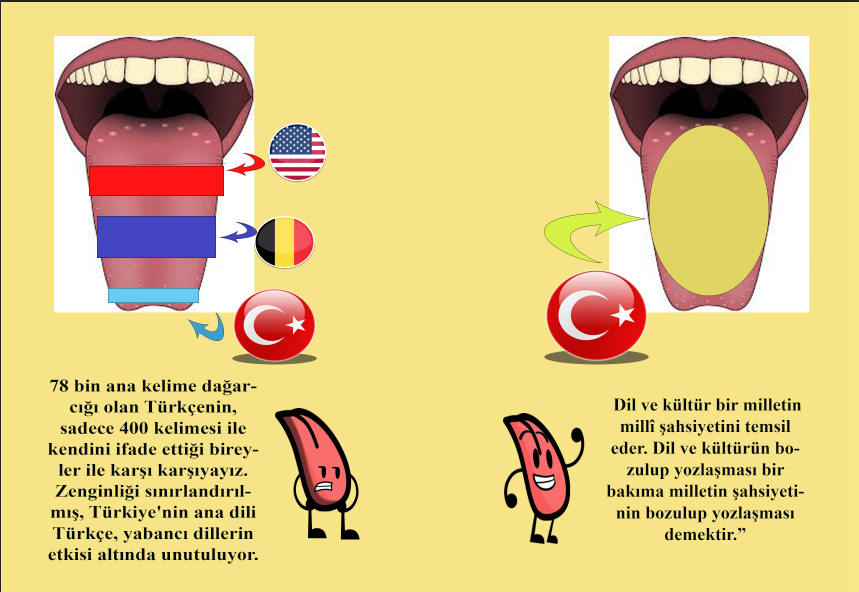 78 bin ana kelime dağar-
cığı olan Türkçenin,
sadece 400 kelimesi ile
kendini ifade ettiği birey-
ler ile karşı karşıyayız.
Zenginliği sınırlandırıl-
mış, Türkiye'nin ana dili
Türkçe, yabancı dillerin
etkisi altında unutuluyor.
Dil ve kültür bir milletin
millî şahsiyetini temsil
eder. Dil ve kültürün bo-
zulup yozlaşması bir
bakıma milletin şahsiyeti-
nin bozulup yozlaşması
demektir.”